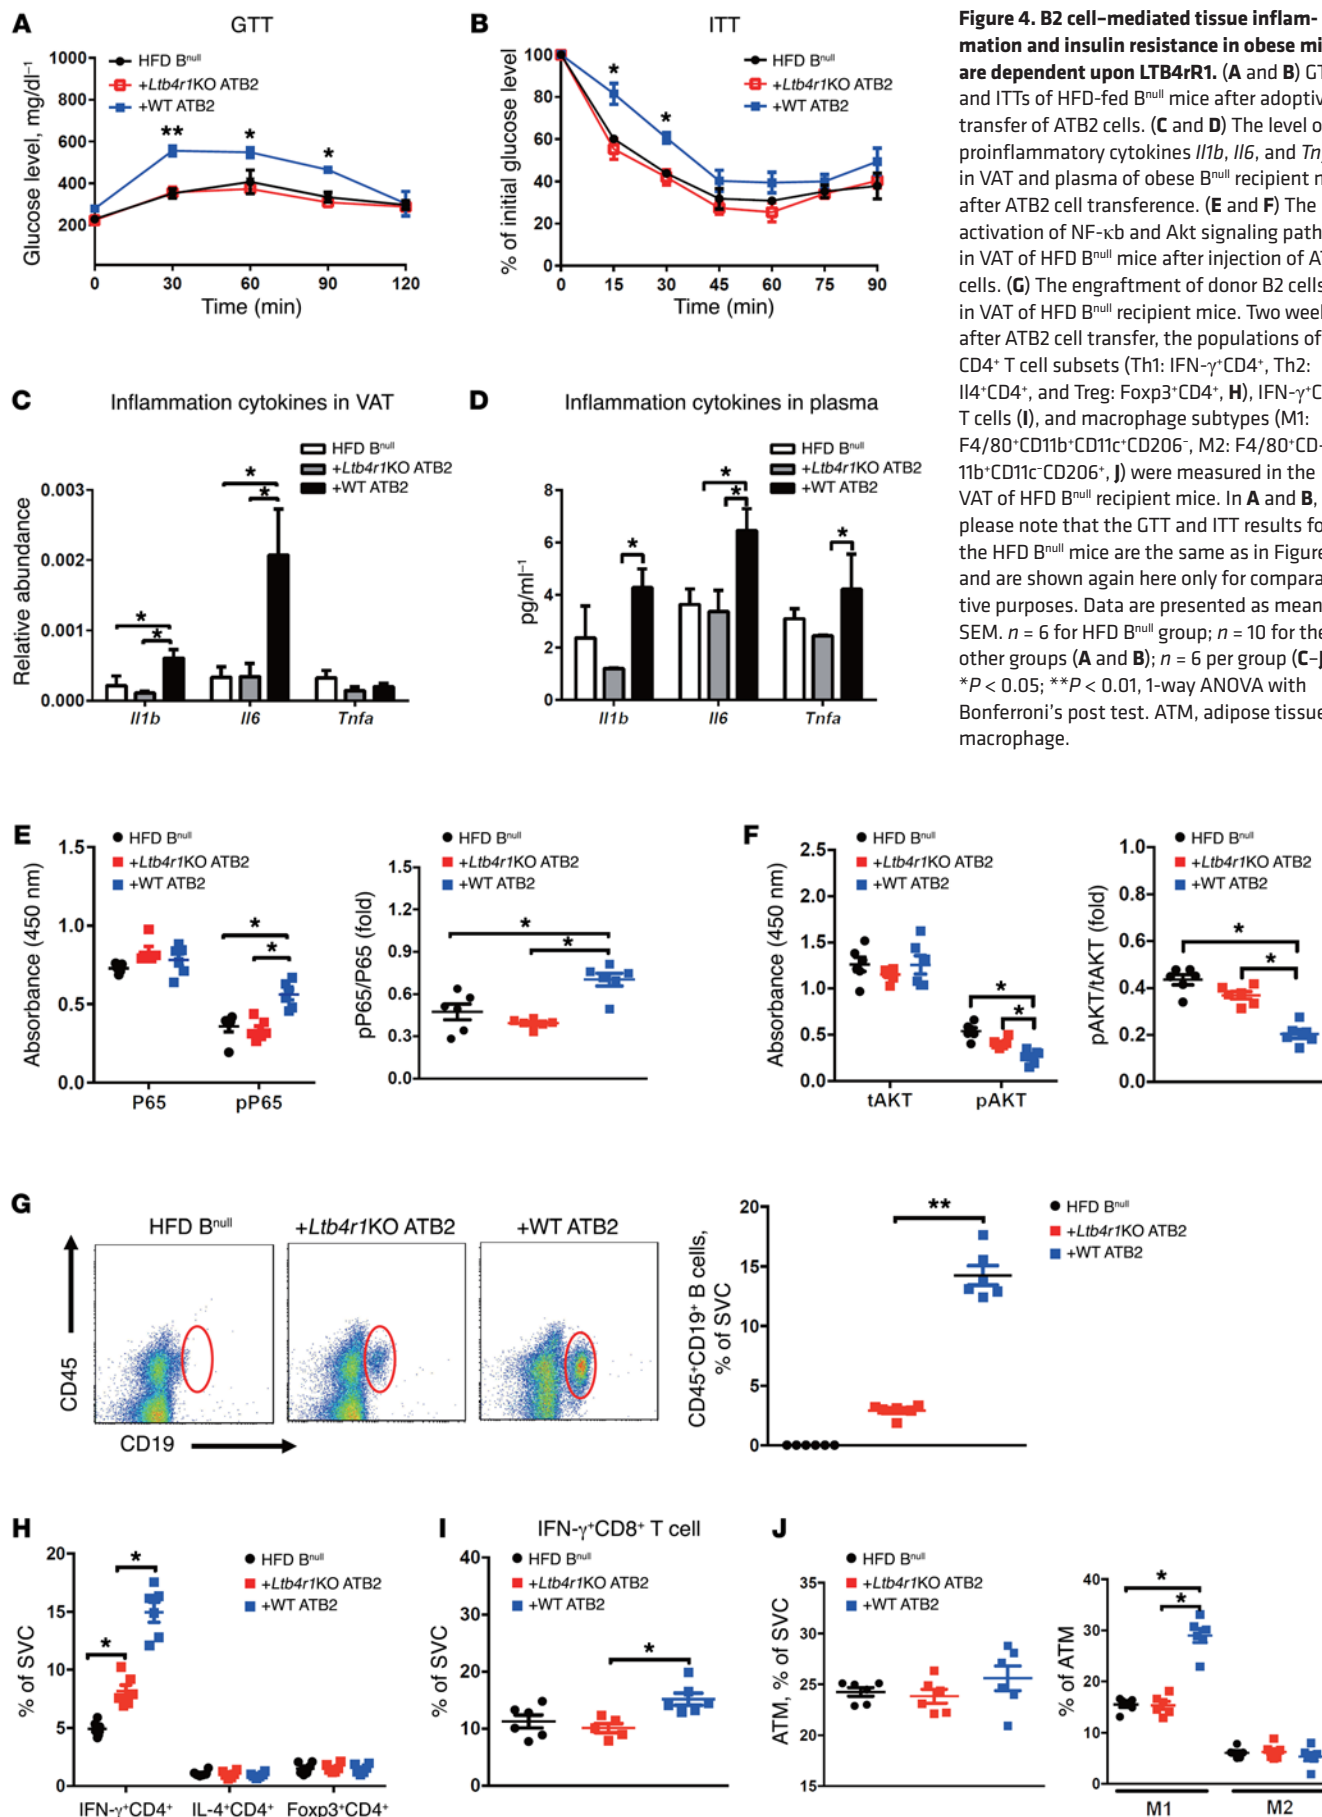 A
GTT
HFD Bnull
+Ltb4r1KO ATB2
+WT ATB2
Glucose level, mg/dl–1
1000
800
600
400
200
**
*
*
0 30 60 90 120
Time (min)
B
ITT
HFD Bnull
+Ltb4r1KO ATB2
+WT ATB2
% of initial glucose level
100
80
60
40
20
0
*
*
0 15 30 45 60 75 90
Time (min)
Figure 4. B2 cell–mediated tissue inflam-
mation and insulin resistance in obese
are dependent upon LTB4rR1. (A and B)
and ITTs of HFD-fed Bnull mice after
transfer of ATB2 cells. (C and D) The level
proinflammatory cytokines Il1b, Il6, and
in VAT and plasma of obese Bnull recipient
after ATB2 cell transference. (E and F) The
activation of NF-κb and Akt signaling
in VAT of HFD Bnull mice after injection of
cells. (G) The engraftment of donor B2 cells
in VAT of HFD Bnull recipient mice. Two
after ATB2 cell transfer, the populations of
CD4+ T cell subsets (Th1: IFN-γ+CD4+, Th2:
Il4+CD4+, and Treg: Foxp3+CD4+, H),
T cells (I), and macrophage subtypes (M1:
F4/80+CD11b+CD11c+CD206–, M2: F4/80+CD-
11b+CD11c–CD206+, J) were measured in the
VAT of HFD Bnull recipient mice. In A and B,
please note that the GTT and ITT results
the HFD Bnull mice are the same as in Figure
and are shown again here only for compara-
tive purposes. Data are presented as mean
SEM. n = 6 for HFD Bnull group; n = 10 for the
other groups (A and B); n = 6 per group
*P < 0.05; **P < 0.01, 1-way ANOVA with
Bonferroni's post test. ATM, adipose tissue
macrophage.
C
Inflammation cytokines in VAT
HFD Bnull
+Ltb4r1KO ATB2
+WT ATB2
Relative abundance
0.003
0.002
0.001
0.000
*
*
*
*
Il1b Il6 Tnfa
D
Inflammation cytokines in plasma
HFD Bnull
+Ltb4r1KO ATB2
+WT ATB2
pg/ml–1
8
6
4
2
0
*
*
*
*
Il1b Il6 Tnfa
E
HFD Bnull
+Ltb4r1KO ATB2
+WT ATB2
Absorbance (450 nm)
1.5
1.0
0.5
0.0
*
*
P65 pP65
HFD Bnull
+Ltb4r1KO ATB2
+WT ATB2
pP65/P65 (fold)
1.5
1.2
0.9
0.6
0.3
0.0
*
*
F
HFD Bnull
+Ltb4r1KO ATB2
+WT ATB2
Absorbance (450 nm)
2.5
2.0
1.5
1.0
0.5
0.0
*
*
tAKT pAKT
HFD Bnull
+Ltb4r1KO ATB2
+WT ATB2
pAKT/tAKT (fold)
1.0
0.8
0.6
0.4
0.2
0.0
*
*
G
HFD Bnull +Ltb4r1KO ATB2 +WT ATB2
CD45
CD19
CD45+CD19+ B cells,
% of SVC
20
15
10
5
0
**
HFD Bnull
+Ltb4r1KO ATB2
+WT ATB2
H
% of SVC
20
15
10
5
0
*
*
HFD Bnull
+Ltb4r1KO ATB2
+WT ATB2
IFN-γ+CD4+ IL-4+CD4+ Foxp3+CD4+
I
IFN-γ+CD8+ T cell
HFD Bnull
+Ltb4r1KO ATB2
+WT ATB2
% of SVC
40
30
20
10
0
*
J
HFD Bnull
+Ltb4r1KO ATB2
+WT ATB2
ATM, % of SVC
35
30
25
20
15
% of ATM
40
30
20
10
0
*
*
M1 M2